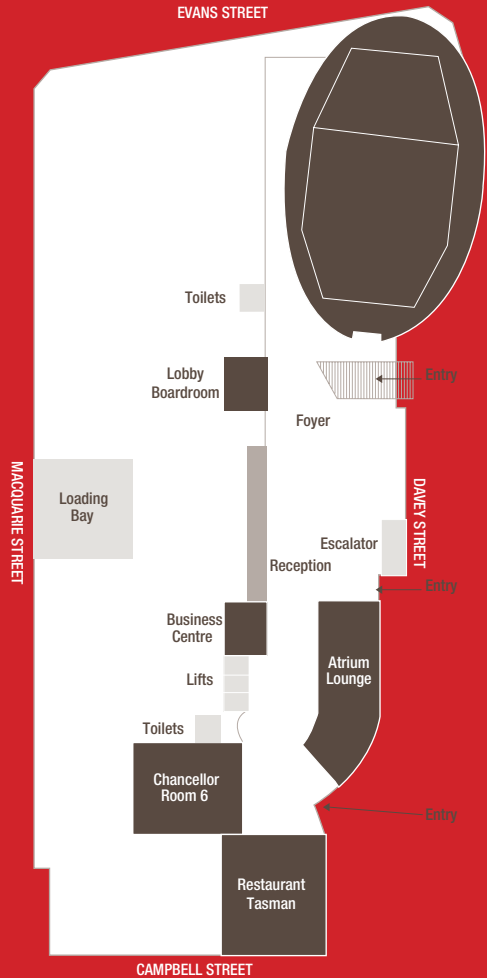 EVANS STREET
Toilets
Lobby
Boardroom
Entry
Foyer
MACQUARIE STREET
Loading
Bay
DAVEY STREET
Escalator
Reception
Entry
Business
Centre
Atrium
Lounge
Lifts
Toilets
Chancellor
Room 6
Entry
Restaurant
Tasman
CAMPBELL STREET